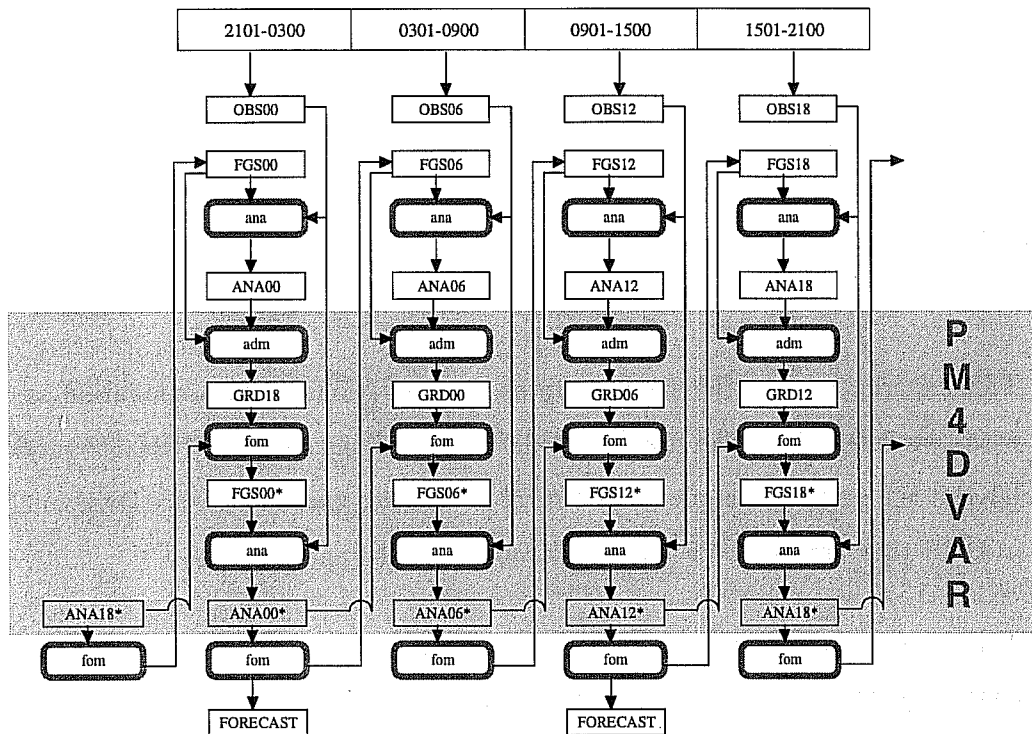 2101-0300 0301-0900 0901-1500 1501-2100
OBS00 OBS06 OBS12 OBS18
FGS00 FGS06 FGS12 FGS18
ana ana ana ana
ANA00 ANA06 ANA12 ANA18
adm adm adm adm
GRD18 GRD00 GRD06 GRD12
fom fom fom fom
FGS00* FGS06* FGS12* FGS18*
ana ana ana ana
ANA18* ANA00* ANA06* ANA12* ANA18*
fom fom fom fom fom
FORECAST FORECAST
PM4DVAR